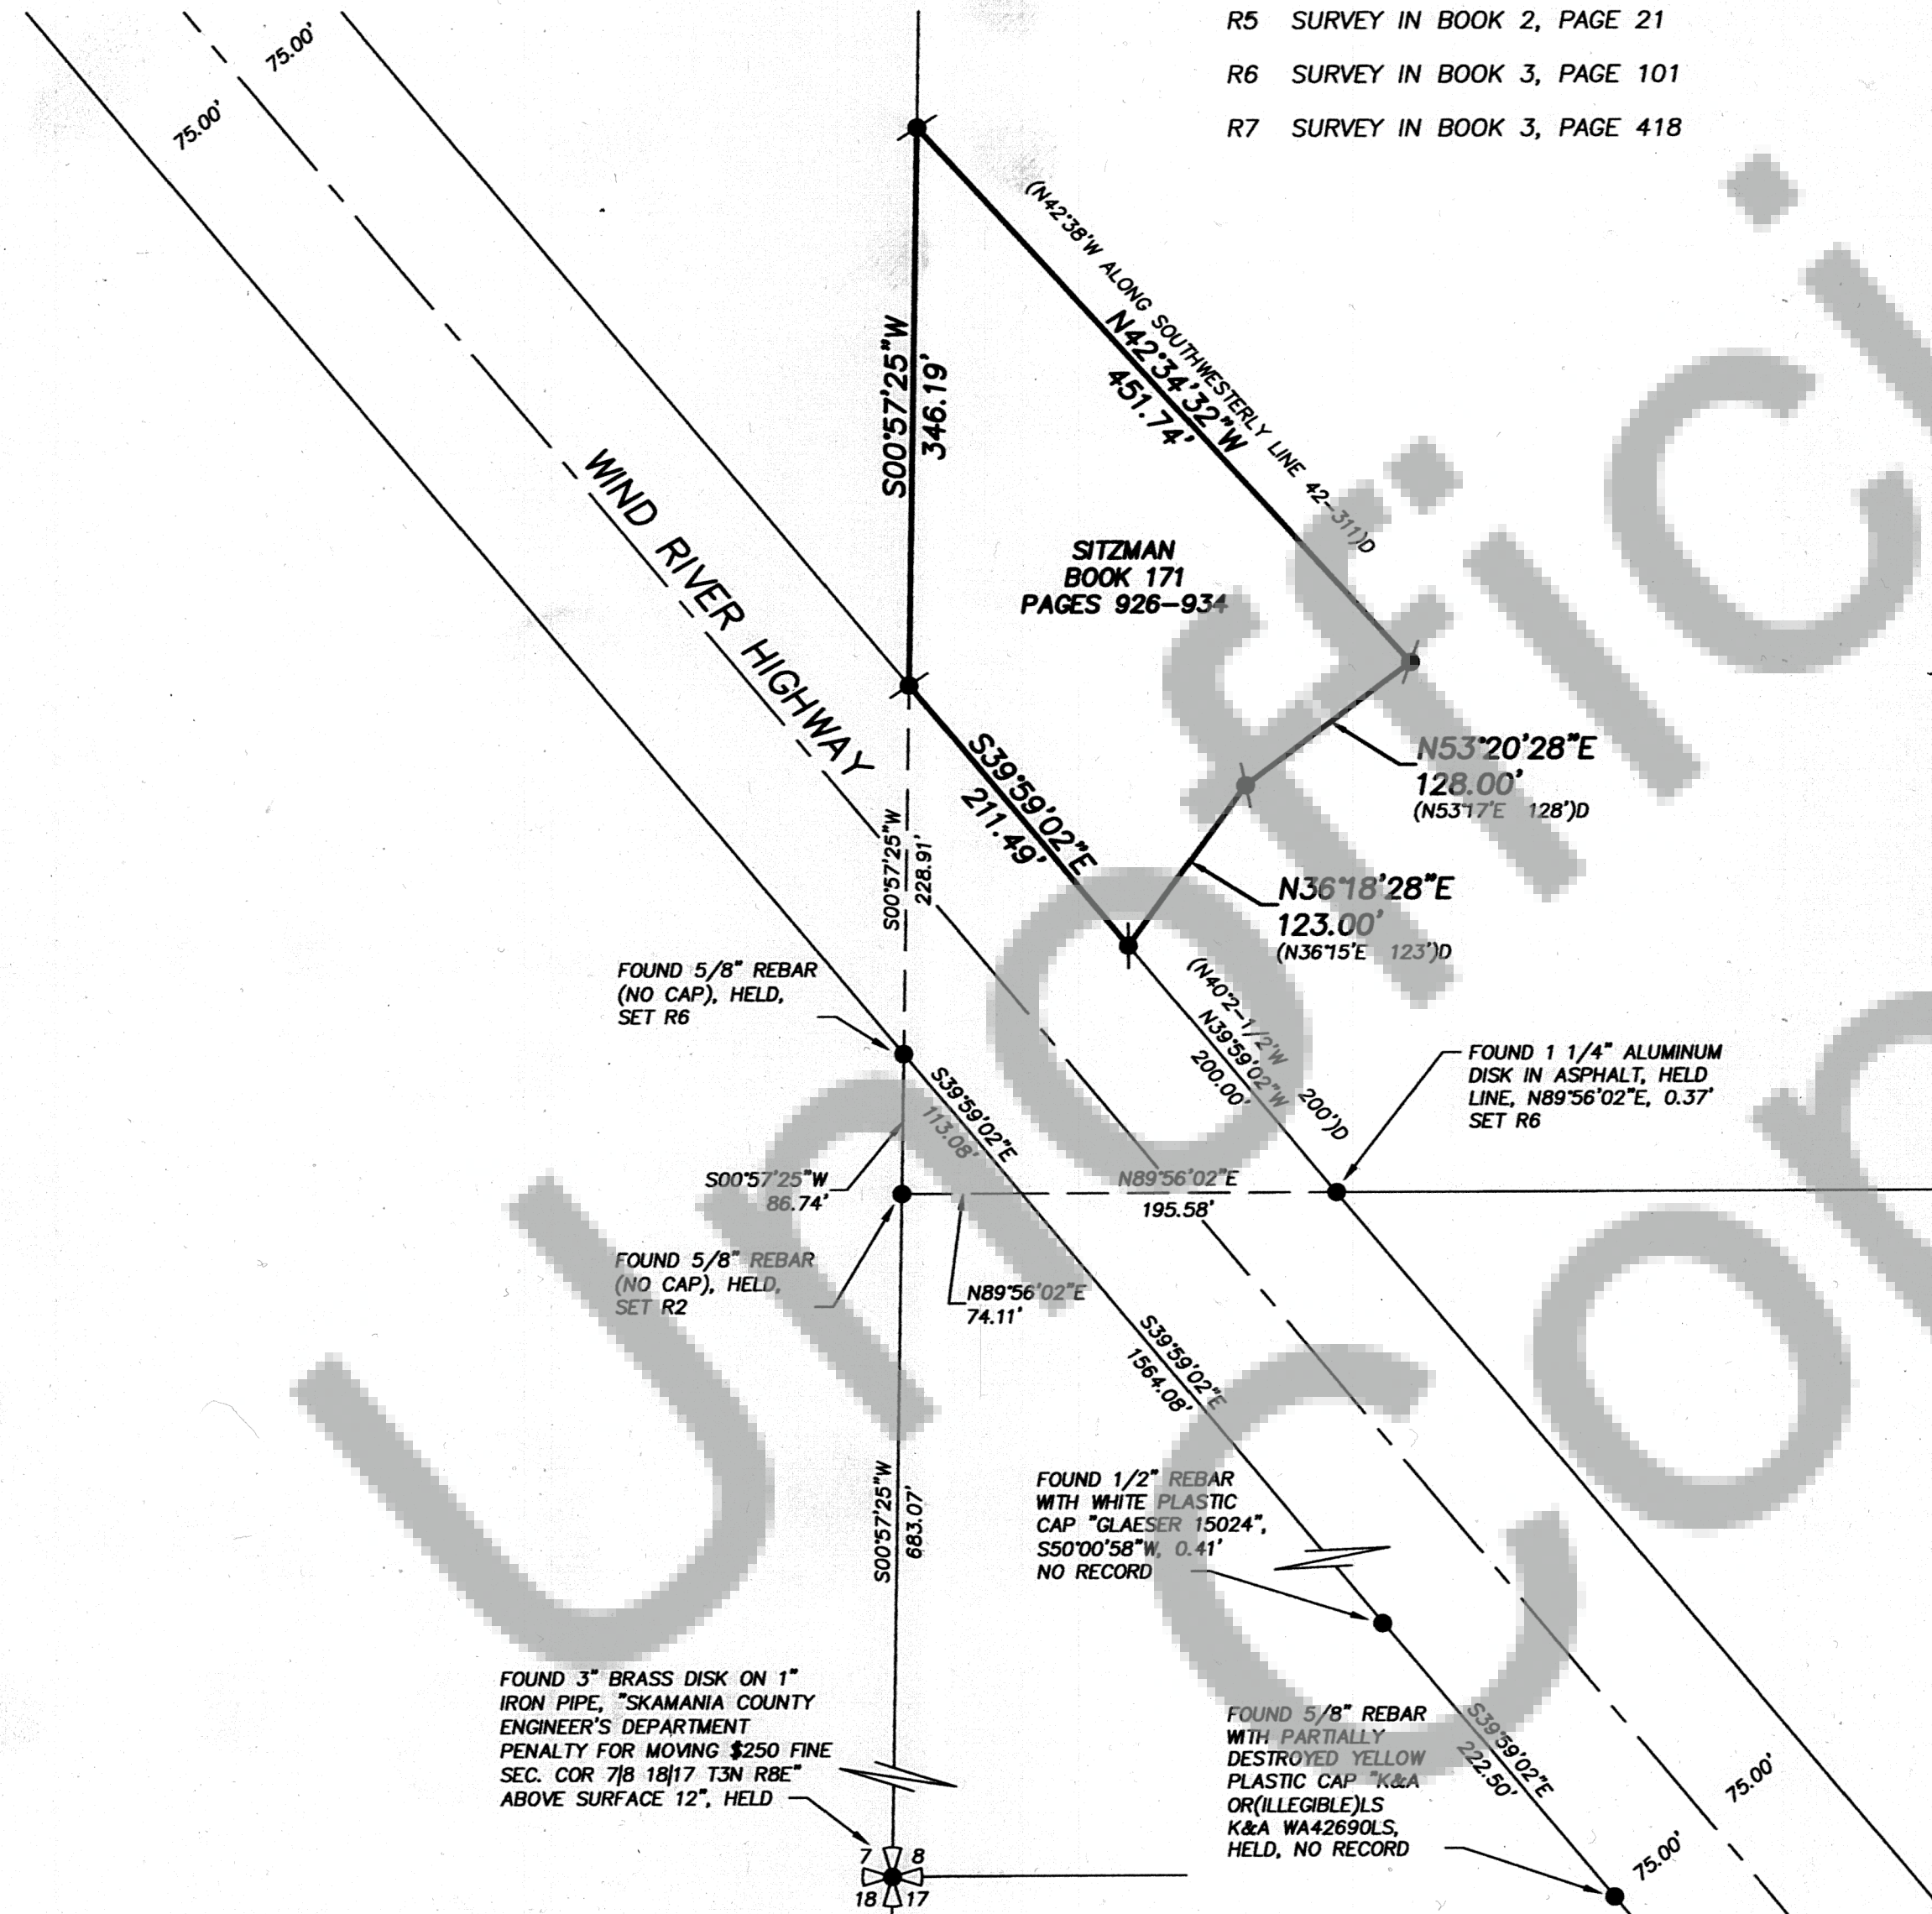 R5 SURVEY IN BOOK 2, PAGE 21
R6 SURVEY IN BOOK 3, PAGE 101
R7 SURVEY IN BOOK 3, PAGE 418
75.00'
75.00'
(N42°38'W ALONG SOUTHWESTERLY LINE 42-311)D
N42°34'32"W
451.74'
S00°57'25"W
346.19'
WIND RIVER HIGHWAY
SITZMAN
BOOK 171
PAGES 926-934
N53°20'28"E
128.00'
(N53°17'E 128')D
S39°59'02"E
211.49'
S00°57'25"W
228.91'
N36°18'28"E
123.00'
(N36°15'E 123')D
FOUND 5/8" REBAR
(NO CAP), HELD,
SET R6
(N40°2-1/2'W 200')D
N39°59'02"W
200.00'
FOUND 1 1/4" ALUMINUM
DISK IN ASPHALT, HELD
LINE, N89°56'02"E, 0.37'
SET R6
S39°59'02"E
113.08'
S00°57'25"W
86.74'
N89°56'02"E
195.58'
FOUND 5/8" REBAR
(NO CAP), HELD,
SET R2
N89°56'02"E
74.11'
S39°59'02"E
1564.08'
S00°57'25"W
683.07'
FOUND 1/2" REBAR
WITH WHITE PLASTIC
CAP "GLAESER 15024",
S50°00'58"W, 0.41'
NO RECORD
FOUND 3" BRASS DISK ON 1"
IRON PIPE, "SKAMANIA COUNTY
ENGINEER'S DEPARTMENT
PENALTY FOR MOVING $250 FINE
SEC. COR 7|8 18|17 T3N R8E"
ABOVE SURFACE 12", HELD
FOUND 5/8" REBAR
WITH PARTIALLY
DESTROYED YELLOW
PLASTIC CAP "K&A
OR(ILLEGIBLE)LS
K&A WA42690LS,
HELD, NO RECORD
S39°59'02"E
222.50'
75.00'
75.00'
7 8
18 17
Unoffici
Cop